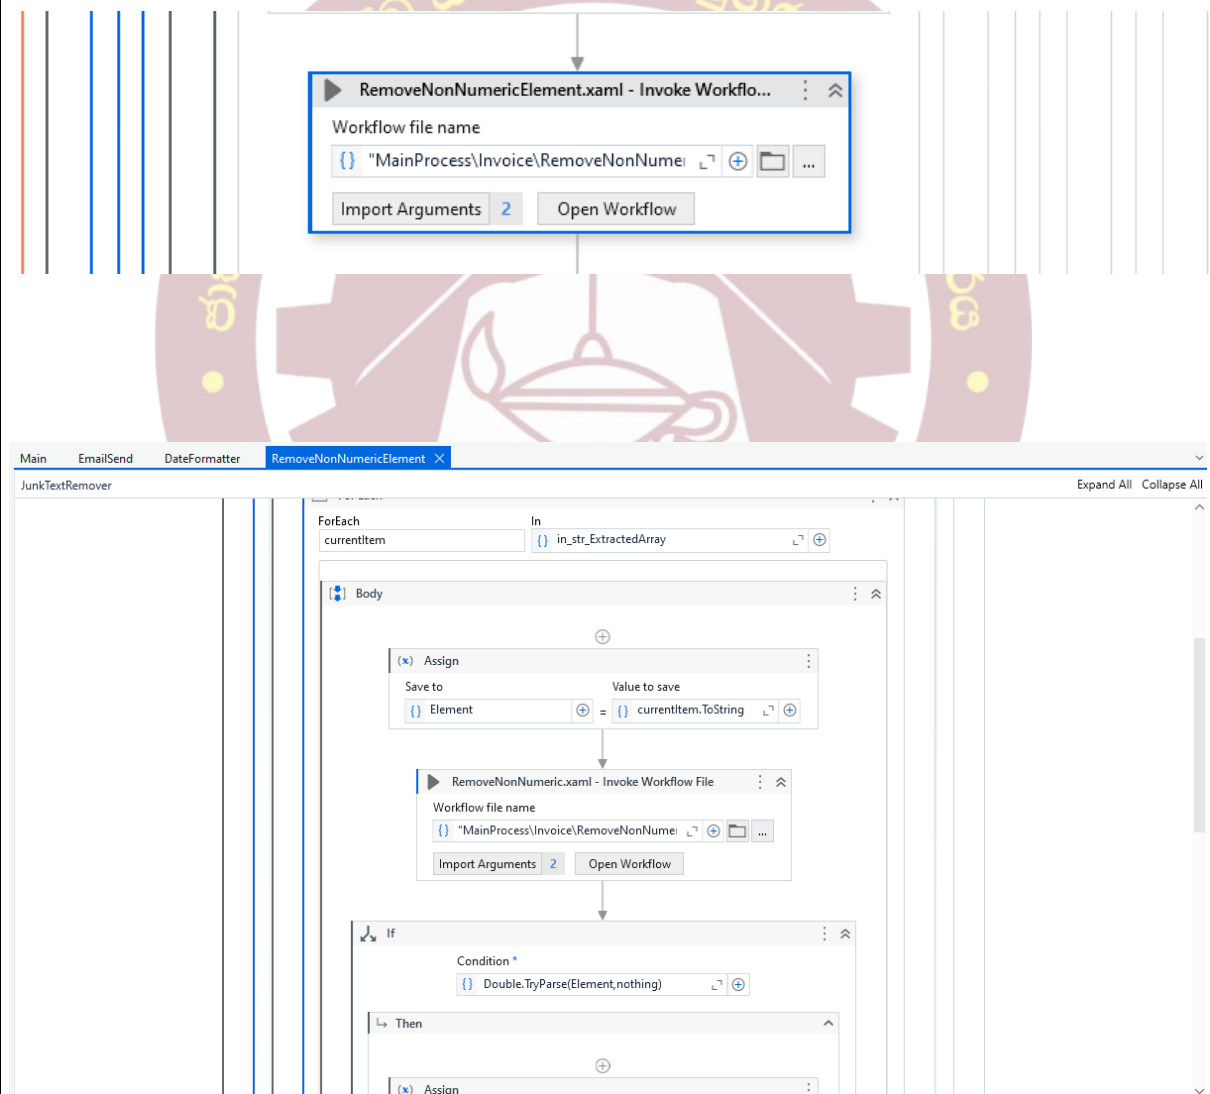 RemoveNonNumericElement.xaml - Invoke Workflo...
Workflow file name
"MainProcess\Invoice\RemoveNonNume
...
Import Arguments 2 Open Workflow
Main EmailSend DateFormatter RemoveNonNumericElement
JunkTextRemover Expand All Collapse All
ForEach In
currentItem in_str_ExtractedArray
Body
(x) Assign
Save to Value to save
Element = currentItem.ToString
RemoveNonNumeric.xaml - Invoke Workflow File
Workflow file name
"MainProcess\Invoice\RemoveNonNume
...
Import Arguments 2 Open Workflow
If
Condition *
Double.TryParse(Element,nothing)
Then
(x) Assign